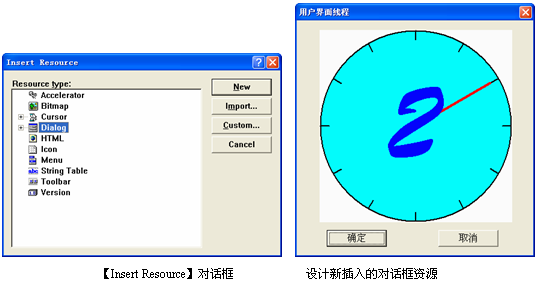 Insert Resource
Resource type:
Accelerator
Bitmap
Cursor
Dialog
HTML
Icon
Menu
abc String Table
Toolbar
Version
New
Import...
Custom...
Cancel
用户界面线程
2
确定
取消
【Insert Resource】对话框
设计新插入的对话框资源